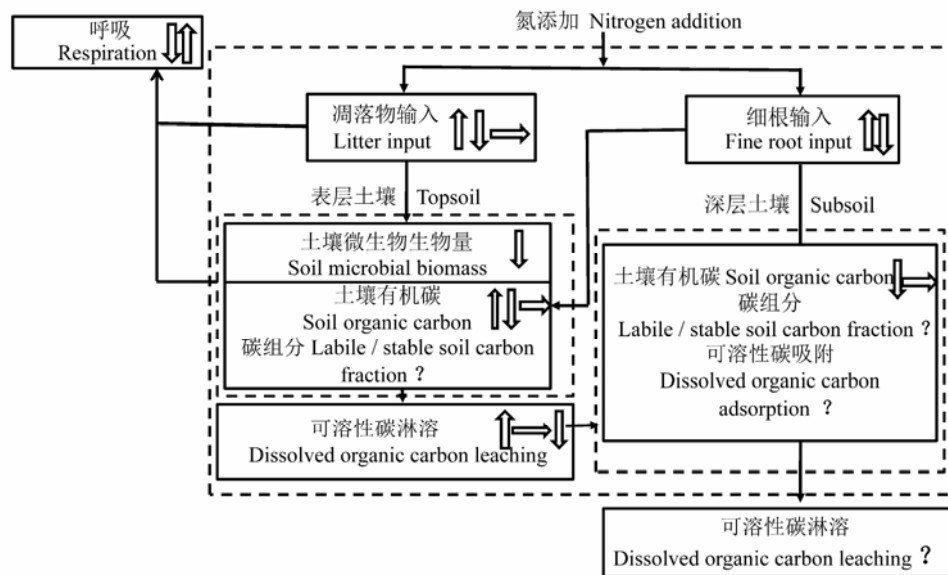 氮添加 Nitrogen addition
呼吸
Respiration
凋落物输入
Litter input
细根输入
Fine root input
表层土壤 Topsoil
深层土壤 Subsoil
土壤微生物生物量
Soil microbial biomass
土壤有机碳
Soil organic carbon
碳组分 Labile / stable soil carbon
fraction ?
土壤有机碳 Soil organic carbon
碳组分
Labile / stable soil carbon fraction ?
可溶性碳吸附
Dissolved organic carbon
adsorption ?
可溶性碳淋溶
Dissolved organic carbon leaching
可溶性碳淋溶
Dissolved organic carbon leaching ?